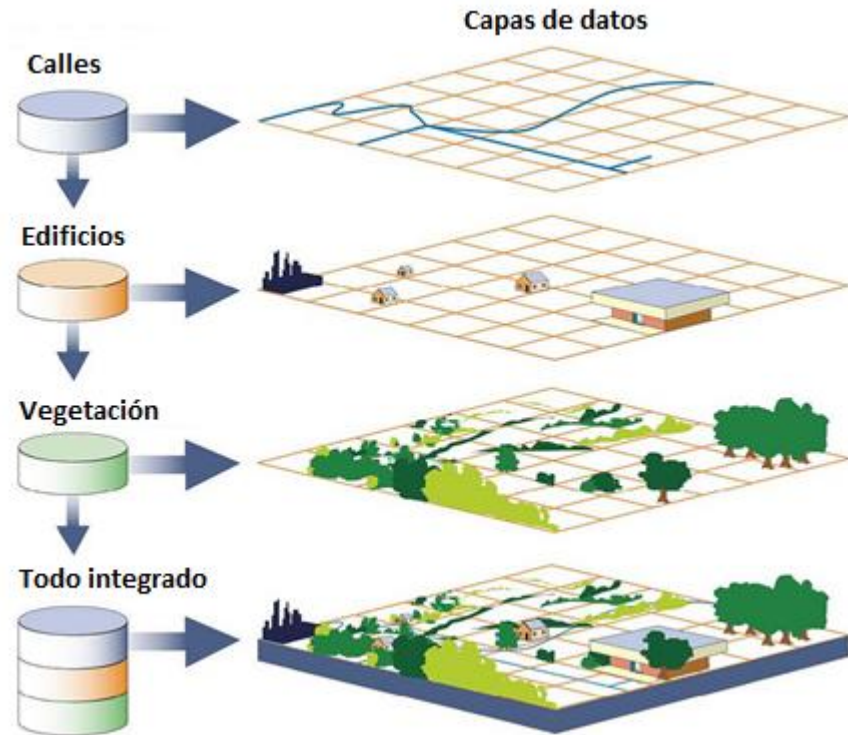 Capas de datos
Calles
Edificios
Vegetación
Todo integrado